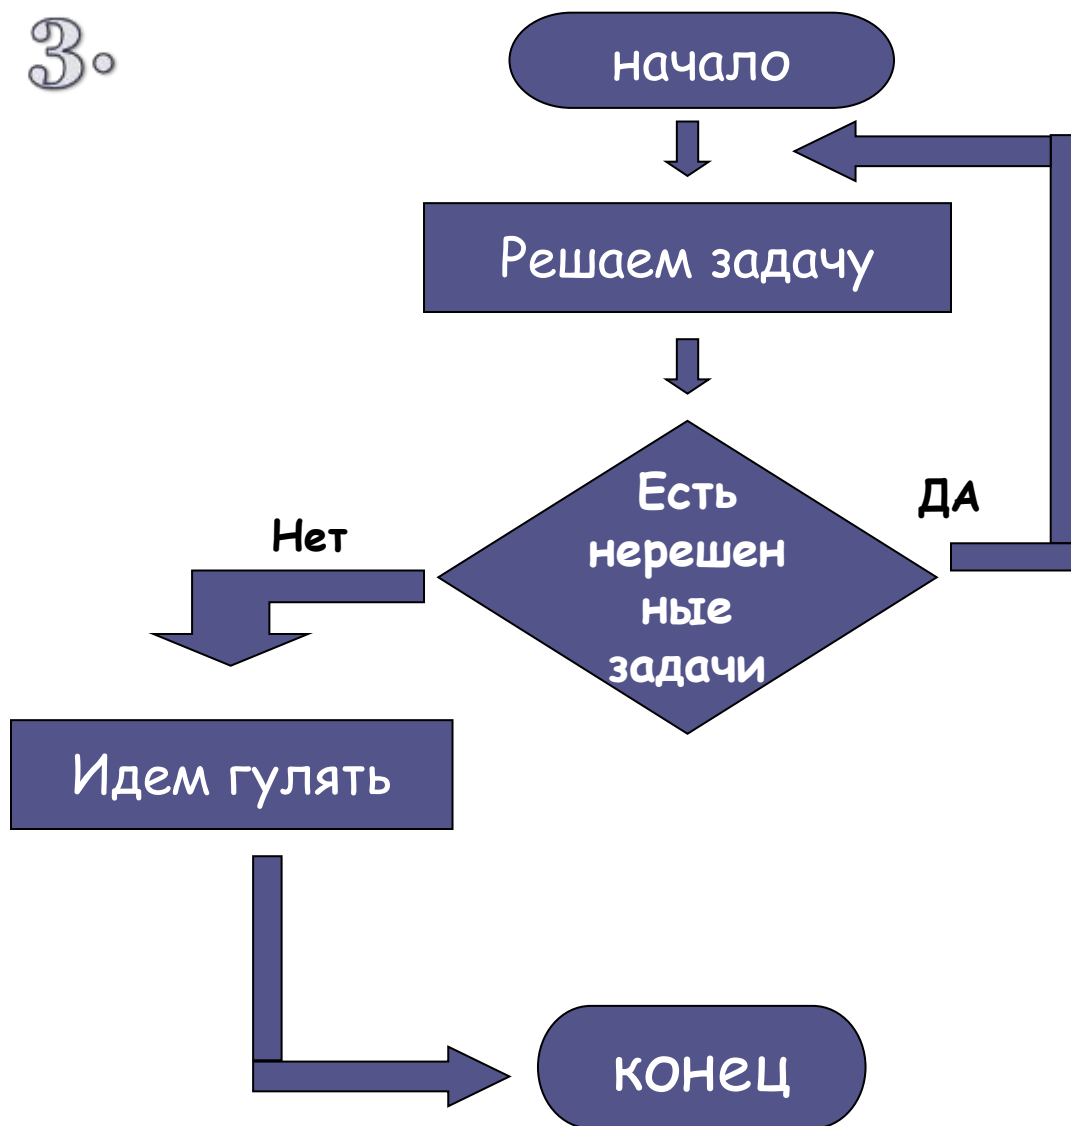 3.
начало
Решаем задачу
Есть
нерешен
ные
задачи
ДА
Нет
Идем гулять
конец